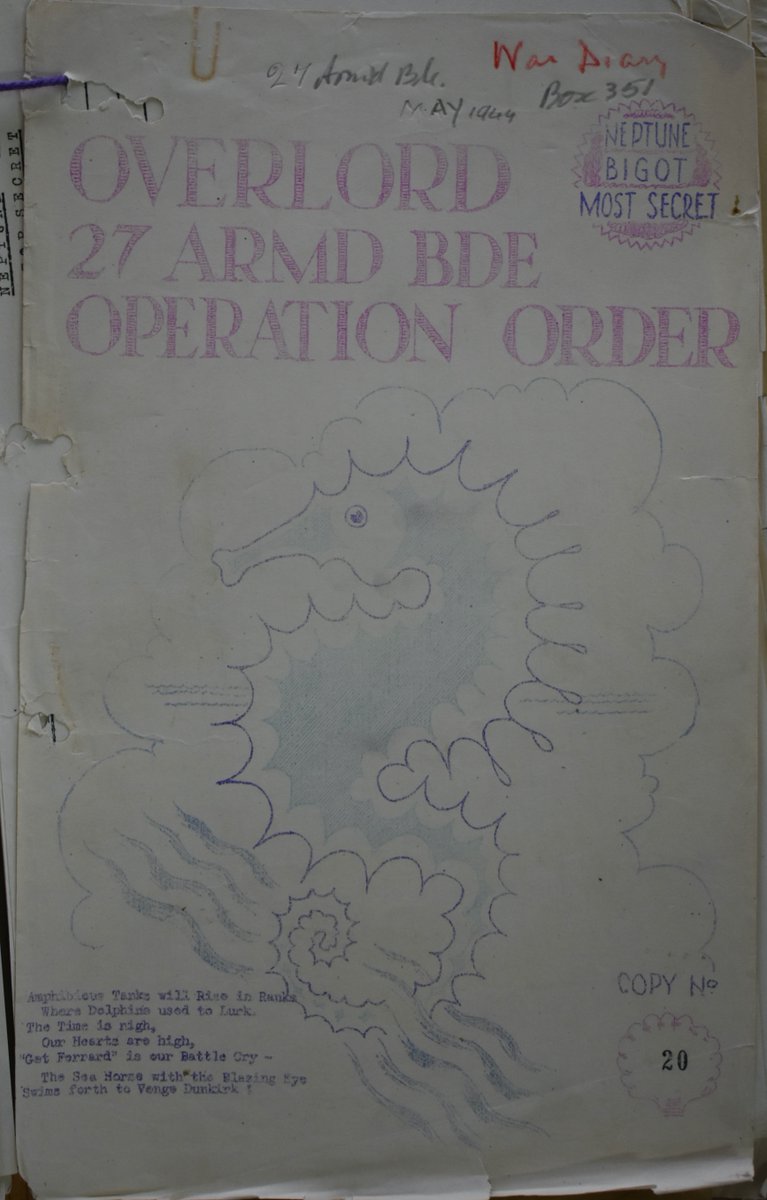 27 Armd Bde.
War Diary
MAY 1944
Box 351
NEPTUNE
BIGOT
MOST SECRET
OVERLORD
27 ARMD BDE
OPERATION ORDER
Amphibious Tanks will Rise in Ranks
Where Dolphins used to Lurk.
The Time is nigh,
Our Hearts are high,
"Get Forrard" is our Battle Cry -
The Sea Horse with the Blazing Eye
Swims forth to Venge Dunkirk !
COPY No
20
SECRET